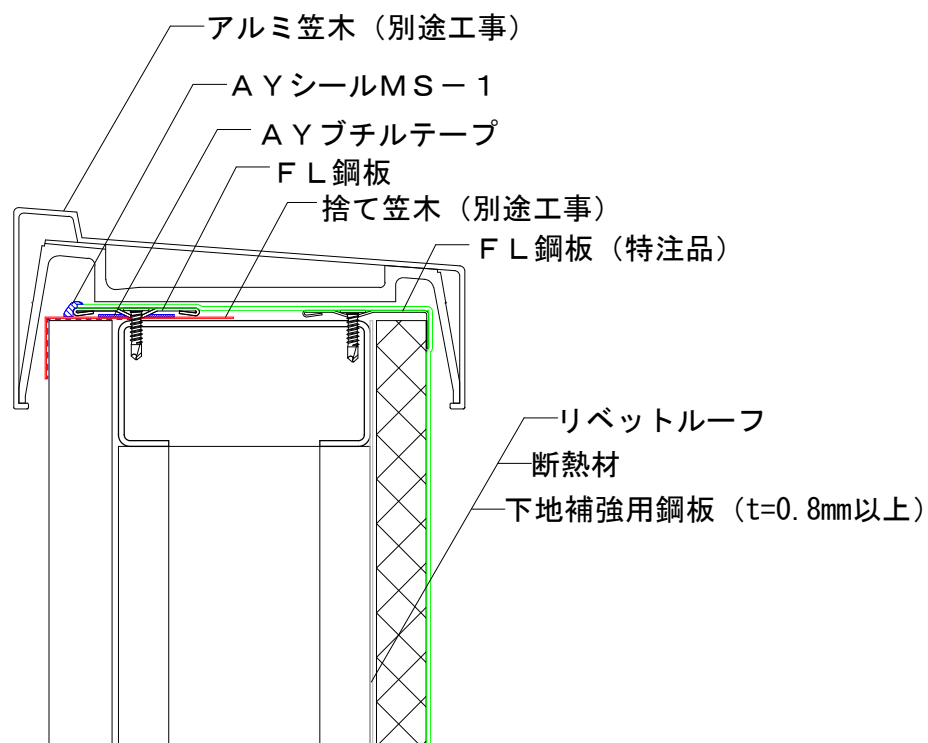 アルミ笠木（別途工事）
ＡＹシールＭＳ－１
ＡＹブチルテープ
ＦＬ鋼板
捨て笠木（別途工事）
ＦＬ鋼板（特注品）
リベットルーフ
断熱材
下地補強用鋼板（t=0.8mm以上）